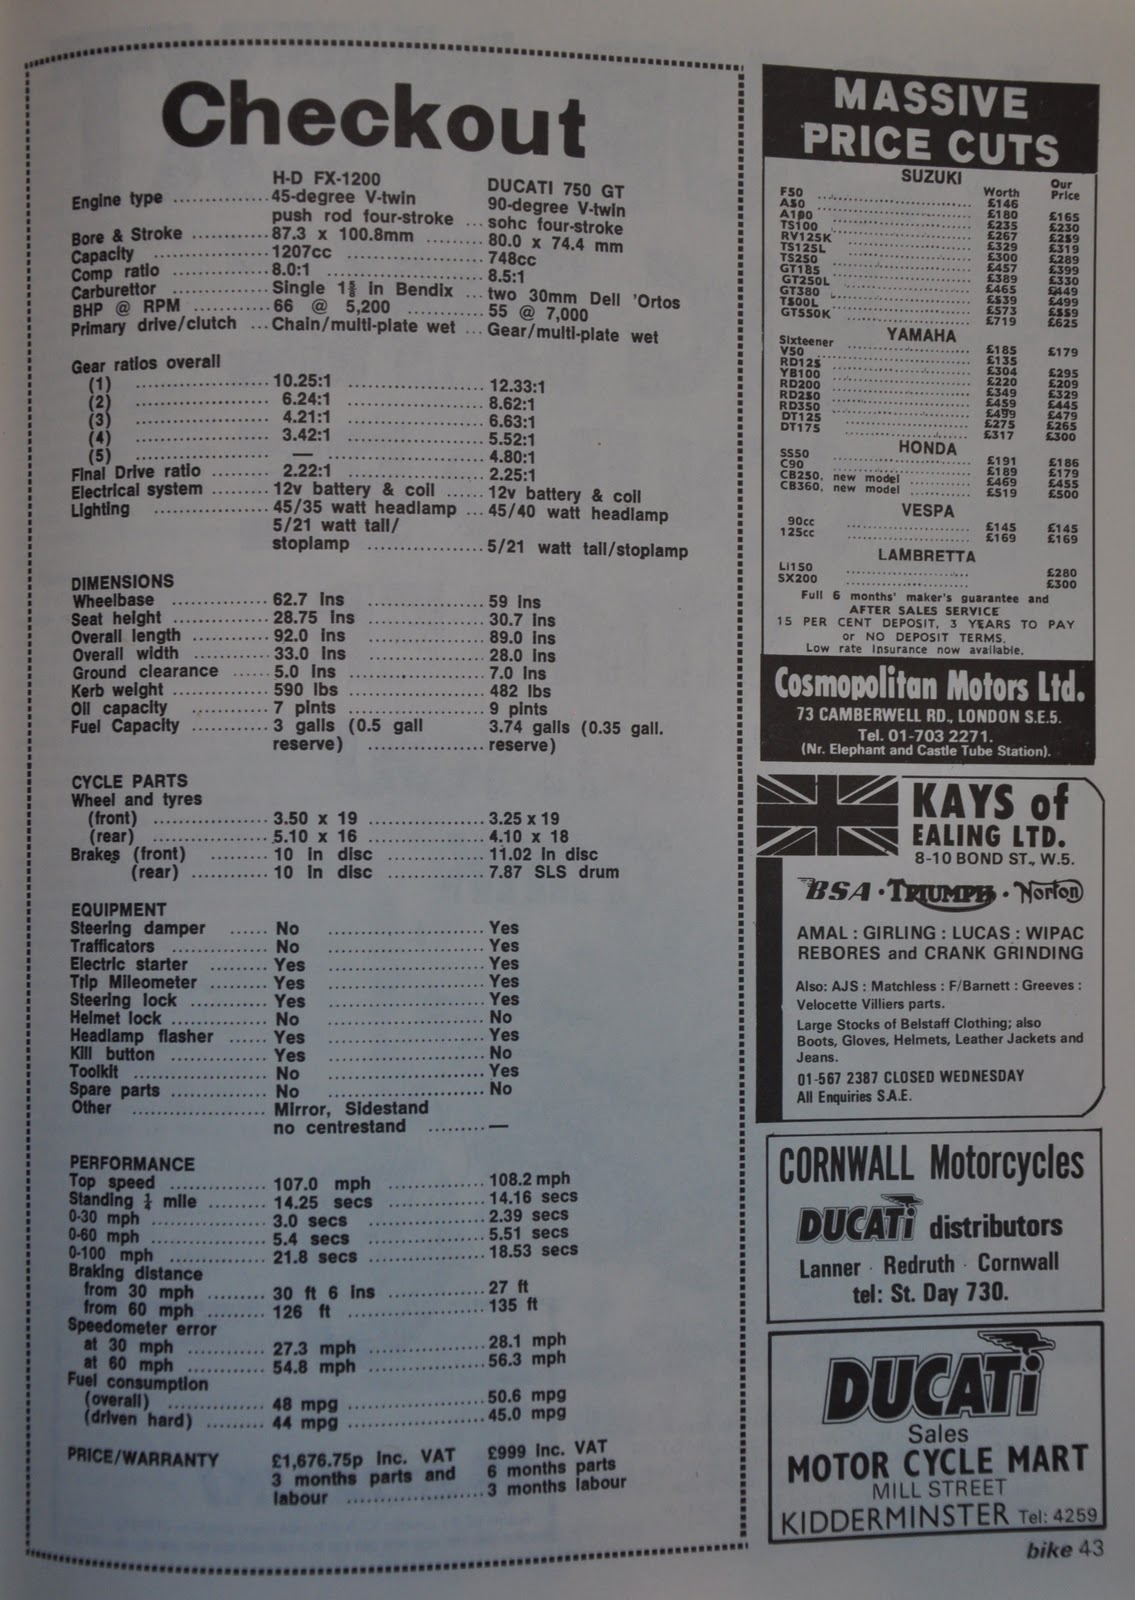 Checkout
H-D FX-1200 DUCATI 750 GT
Engine type 45-degree V-twin 90-degree V-twin
push rod four-stroke sohc four-stroke
Bore & Stroke 87.3 x 100.8mm 80.0 x 74.4 mm
Capacity 1207cc 748cc
Comp ratio 8.0:1 8.5:1
Carburettor Single 1⅝ in Bendix two 30mm Dell 'Ortos
BHP @ RPM 66 @ 5,200 55 @ 7,000
Primary drive/clutch Chain/multi-plate wet Gear/multi-plate wet
Gear ratios overall
(1) 10.25:1 12.33:1
(2) 6.24:1 8.62:1
(3) 4.21:1 6.63:1
(4) 3.42:1 5.52:1
(5) — 4.80:1
Final Drive ratio 2.22:1 2.25:1
Electrical system 12v battery & coil 12v battery & coil
Lighting 45/35 watt headlamp 45/40 watt headlamp
5/21 watt tail/
stoplamp 5/21 watt tail/stoplamp
DIMENSIONS
Wheelbase 62.7 ins 59 ins
Seat height 28.75 ins 30.7 ins
Overall length 92.0 ins 89.0 ins
Overall width 33.0 ins 28.0 ins
Ground clearance 5.0 ins 7.0 ins
Kerb weight 590 lbs 482 lbs
Oil capacity 7 pints 9 pints
Fuel Capacity 3 galls (0.5 gall 3.74 galls (0.35 gall.
reserve) reserve)
CYCLE PARTS
Wheel and tyres
(front) 3.50 x 19 3.25 x 19
(rear) 5.10 x 16 4.10 x 18
Brakes (front) 10 in disc 11.02 in disc
(rear) 10 in disc 7.87 SLS drum
EQUIPMENT
Steering damper No Yes
Trafficators No Yes
Electric starter Yes Yes
Trip Mileometer Yes Yes
Steering lock Yes Yes
Helmet lock No No
Headlamp flasher Yes Yes
Kill button Yes No
Toolkit No Yes
Spare parts No No
Other Mirror, Sidestand
no centrestand —
PERFORMANCE
Top speed 107.0 mph 108.2 mph
Standing ¼ mile 14.25 secs 14.16 secs
0-30 mph 3.0 secs 2.39 secs
0-60 mph 5.4 secs 5.51 secs
0-100 mph 21.8 secs 18.53 secs
Braking distance
from 30 mph 30 ft 6 ins 27 ft
from 60 mph 126 ft 135 ft
Speedometer error
at 30 mph 27.3 mph 28.1 mph
at 60 mph 54.8 mph 56.3 mph
Fuel consumption
(overall) 48 mpg 50.6 mpg
(driven hard) 44 mpg 45.0 mpg
PRICE/WARRANTY £1,676.75p inc. VAT £999 inc. VAT
3 months parts and 6 months parts
labour 3 months labour
MASSIVE
PRICE CUTS
SUZUKI
Worth Our Price
F50 £146
A50 £180 £165
A100 £235 £230
TS100 £267 £259
RV125K £329 £319
TS125L £300 £289
TS250 £457 £399
GT185 £389 £330
GT250L £465 £449
GT380 £539 £499
T500L £573 £559
GT550K £719 £625
YAMAHA
Sixteener £185 £179
V50 £135
RD125 £304 £295
YB100 £220 £209
RD200 £349 £329
RD250 £459 £445
RD350 £499 £479
DT125 £275 £265
DT175 £317 £300
HONDA
SS50 £191 £186
C90 £189 £179
CB250, new model £469 £455
CB360, new model £519 £500
VESPA
90cc £145 £145
125cc £169 £169
LAMBRETTA
Li150 £280
SX200 £300
Full 6 months' maker's guarantee and
AFTER SALES SERVICE
15 PER CENT DEPOSIT, 3 YEARS TO PAY
or NO DEPOSIT TERMS.
Low rate Insurance now available.
Cosmopolitan Motors Ltd.
73 CAMBERWELL RD., LONDON S.E.5.
Tel. 01-703 2271.
(Nr. Elephant and Castle Tube Station).
KAYS of
EALING LTD.
8-10 BOND ST., W.5.
BSA · TRIUMPH · Norton
AMAL : GIRLING : LUCAS : WIPAC
REBORES and CRANK GRINDING
Also: AJS : Matchless : F/Barnett : Greeves :
Velocette Villiers parts.
Large Stocks of Belstaff Clothing; also
Boots, Gloves, Helmets, Leather Jackets and
Jeans.
01-567 2387 CLOSED WEDNESDAY
All Enquiries S.A.E.
CORNWALL Motorcycles
DUCATi distributors
Lanner · Redruth · Cornwall
tel: St. Day 730.
DUCATi
Sales
MOTOR CYCLE MART
MILL STREET
KIDDERMINSTER Tel: 4259
bike 43